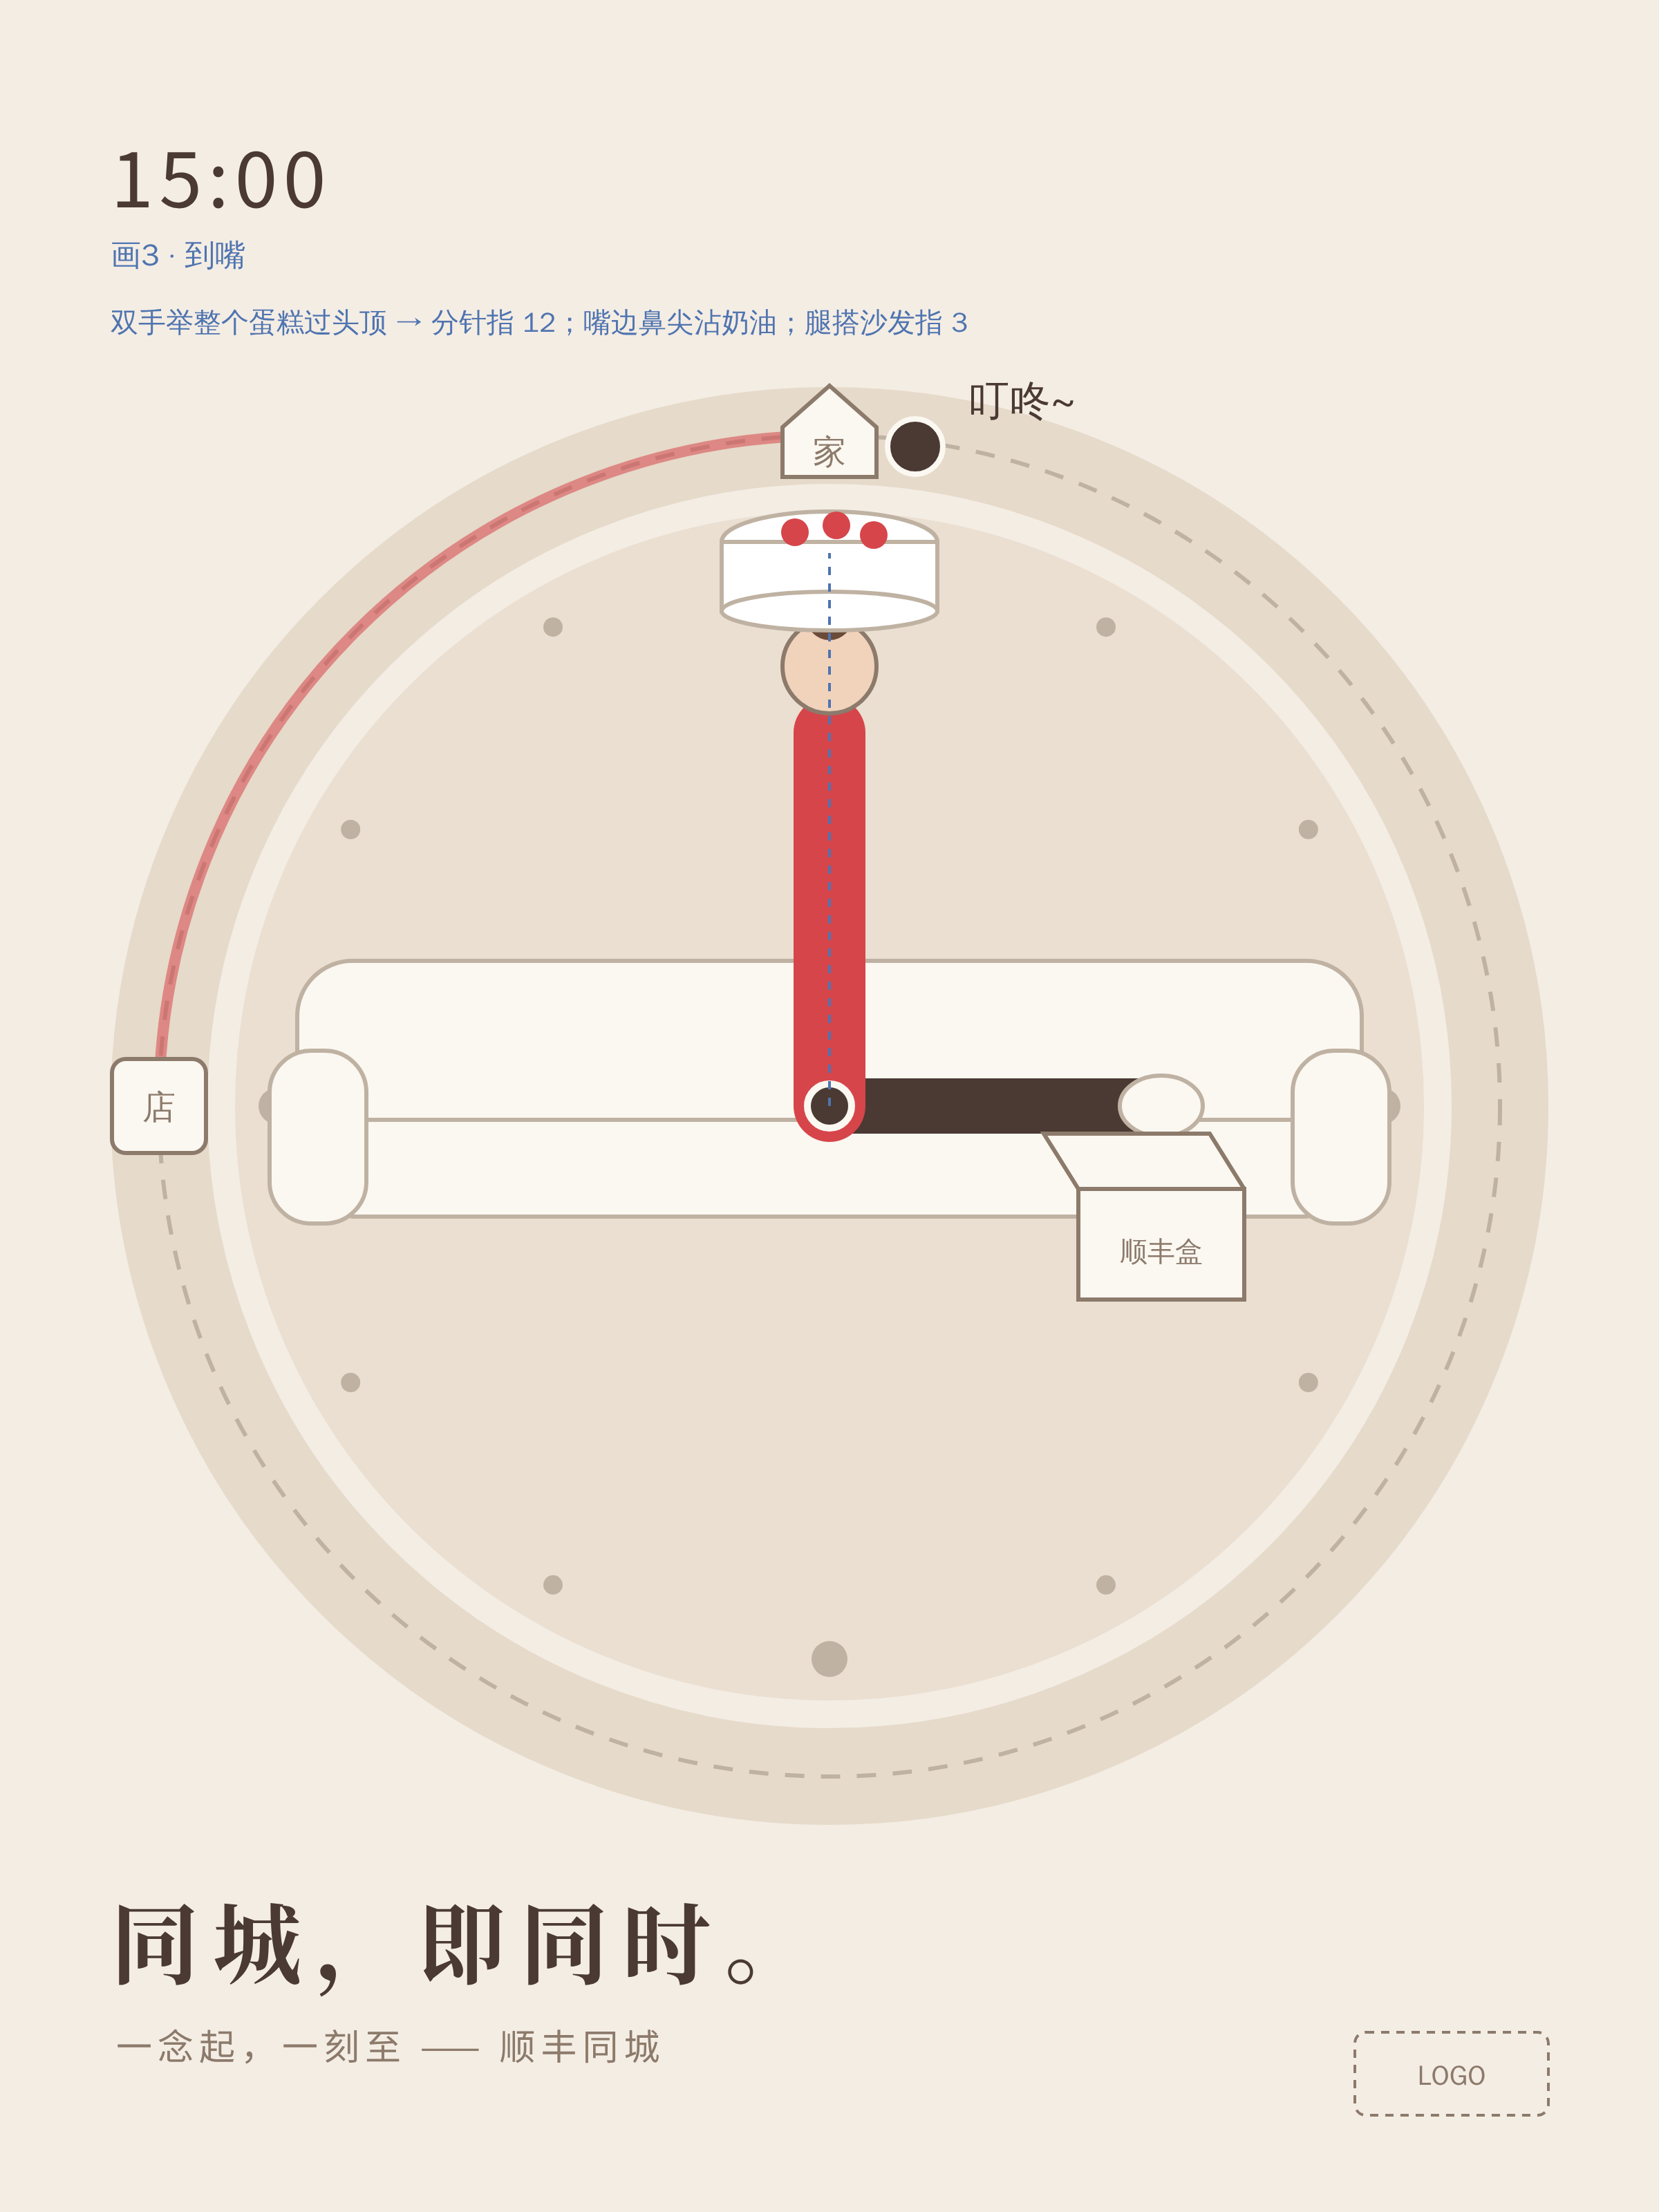 15:00
画3 · 到嘴
双手举整个蛋糕过头顶 → 分针指 12；嘴边鼻尖沾奶油；腿搭沙发指 3
叮咚~
家
店
顺丰盒
同城，即同时。
一念起，一刻至 —— 顺丰同城
LOGO